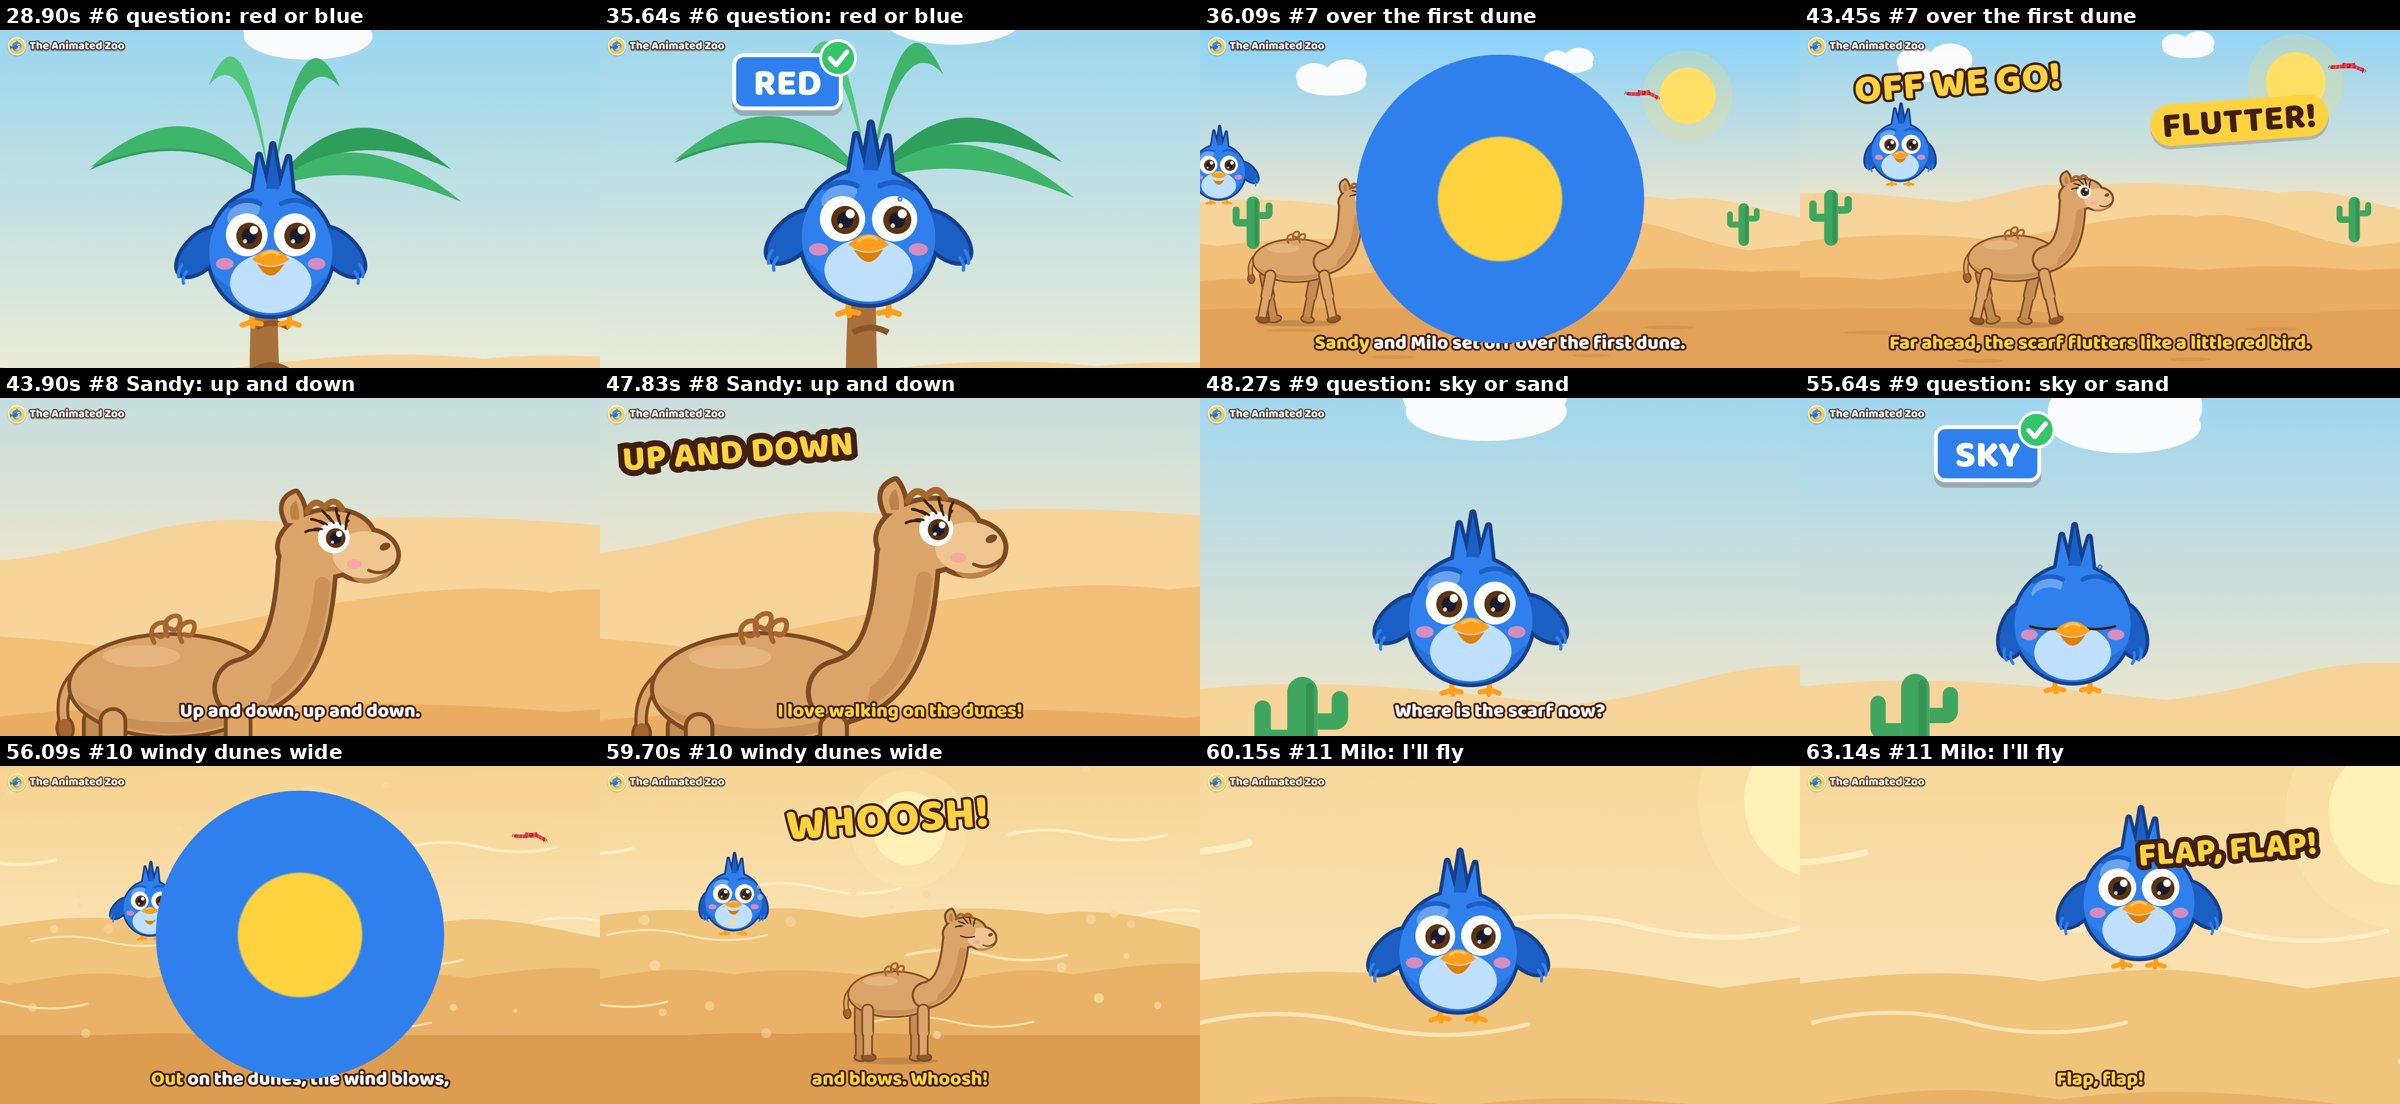 28.90s #6 question: red or blue
The Animated Zoo
35.64s #6 question: red or blue
The Animated Zoo
RED
36.09s #7 over the first dune
The Animated Zoo
Sandy and Milo set off over the first dune.
43.45s #7 over the first dune
The Animated Zoo
OFF WE GO!
FLUTTER!
Far ahead, the scarf flutters like a little red bird.
43.90s #8 Sandy: up and down
The Animated Zoo
Up and down, up and down.
47.83s #8 Sandy: up and down
The Animated Zoo
UP AND DOWN
I love walking on the dunes!
48.27s #9 question: sky or sand
The Animated Zoo
Where is the scarf now?
55.64s #9 question: sky or sand
The Animated Zoo
SKY
56.09s #10 windy dunes wide
The Animated Zoo
Out on the dunes, the wind blows,
59.70s #10 windy dunes wide
The Animated Zoo
WHOOSH!
and blows. Whoosh!
60.15s #11 Milo: I'll fly
The Animated Zoo
63.14s #11 Milo: I'll fly
The Animated Zoo
FLAP, FLAP!
Flap, flap!